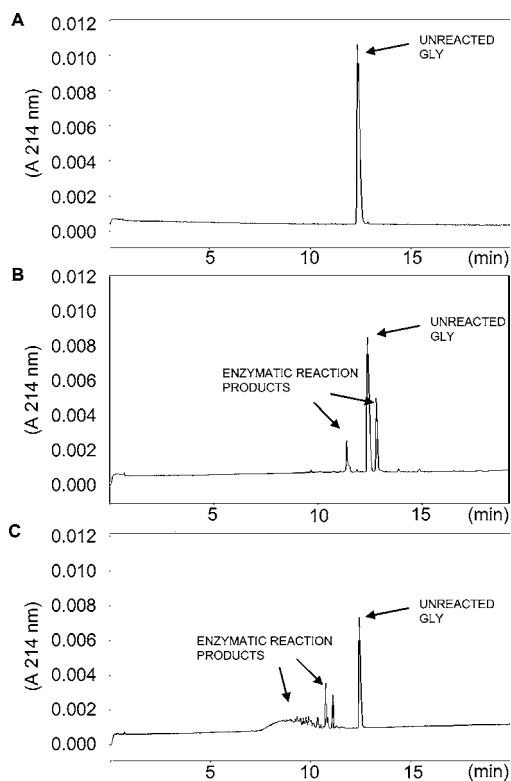 A
0.012
0.010
0.008
0.006
0.004
0.002
0.000
(A 214 nm)
UNREACTED
GLY
5
10
15
(min)
B
0.012
0.010
0.008
0.006
0.004
0.002
0.000
(A 214 nm)
UNREACTED
GLY
ENZYMATIC REACTION
PRODUCTS
5
10
15
(min)
C
0.012
0.010
0.008
0.006
0.004
0.002
0.000
(A 214 nm)
UNREACTED
GLY
ENZYMATIC REACTION
PRODUCTS
5
10
15
(min)